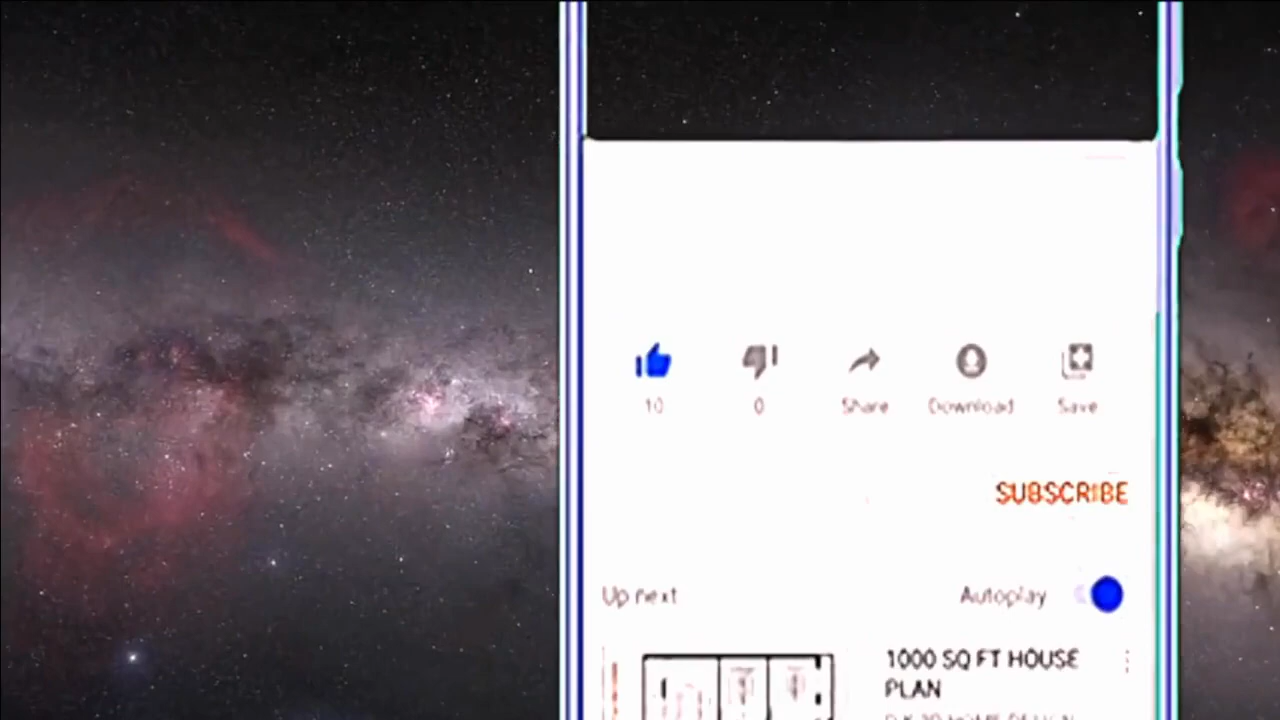 10
0
Share
Download
Save
SUBSCRIBE
Up next
Autoplay
1000 SQ FT HOUSE
PLAN